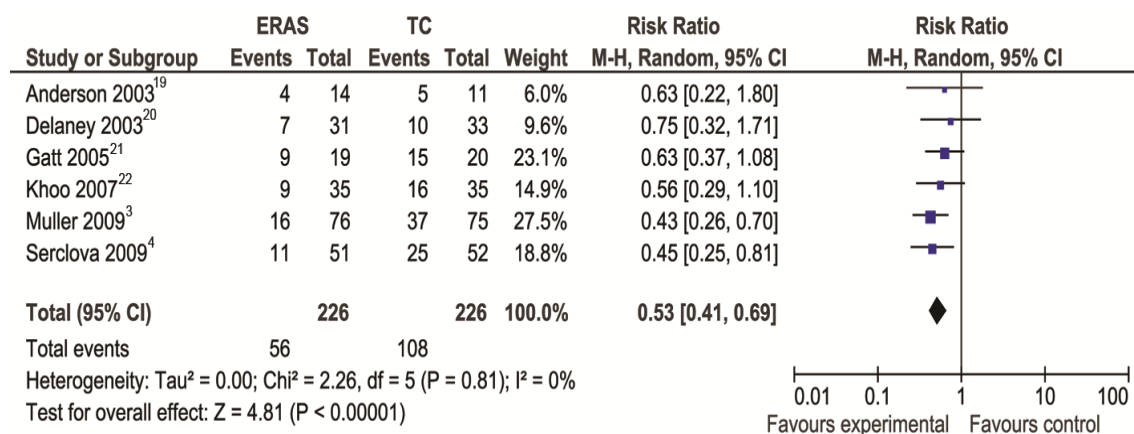 ERAS TC Risk Ratio Risk Ratio
Study or Subgroup Events Total Events Total Weight M-H, Random, 95% CI M-H, Random, 95% CI
Anderson 2003¹⁹ 4 14 5 11 6.0% 0.63 [0.22, 1.80]
Delaney 2003²⁰ 7 31 10 33 9.6% 0.75 [0.32, 1.71]
Gatt 2005²¹ 9 19 15 20 23.1% 0.63 [0.37, 1.08]
Khoo 2007²² 9 35 16 35 14.9% 0.56 [0.29, 1.10]
Muller 2009³ 16 76 37 75 27.5% 0.43 [0.26, 0.70]
Serclova 2009⁴ 11 51 25 52 18.8% 0.45 [0.25, 0.81]
Total (95% CI) 226 226 100.0% 0.53 [0.41, 0.69]
Total events 56 108
Heterogeneity: Tau² = 0.00; Chi² = 2.26, df = 5 (P = 0.81); I² = 0%
Test for overall effect: Z = 4.81 (P < 0.00001)
0.01 0.1 1 10 100
Favours experimental Favours control